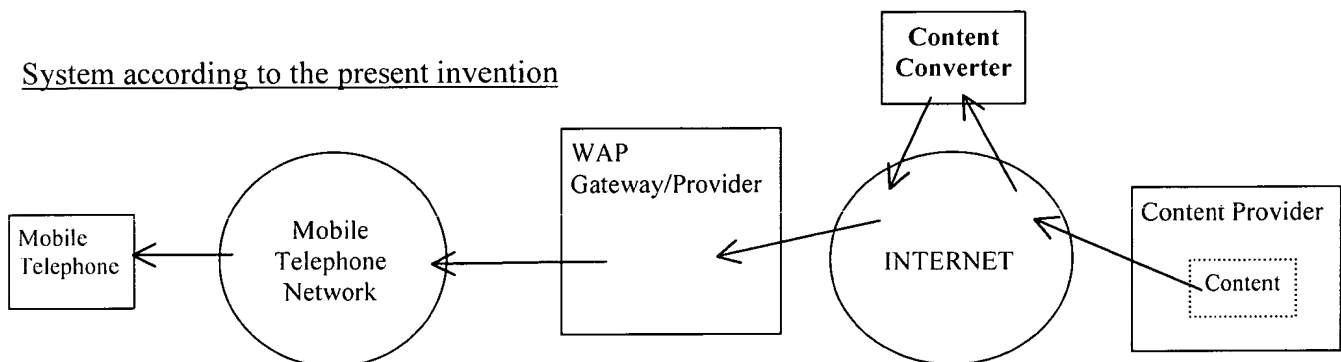 System according to the present invention
Content
Converter
WAP
Gateway/Provider
Mobile
Telephone
Mobile
Telephone
Network
INTERNET
Content Provider
Content